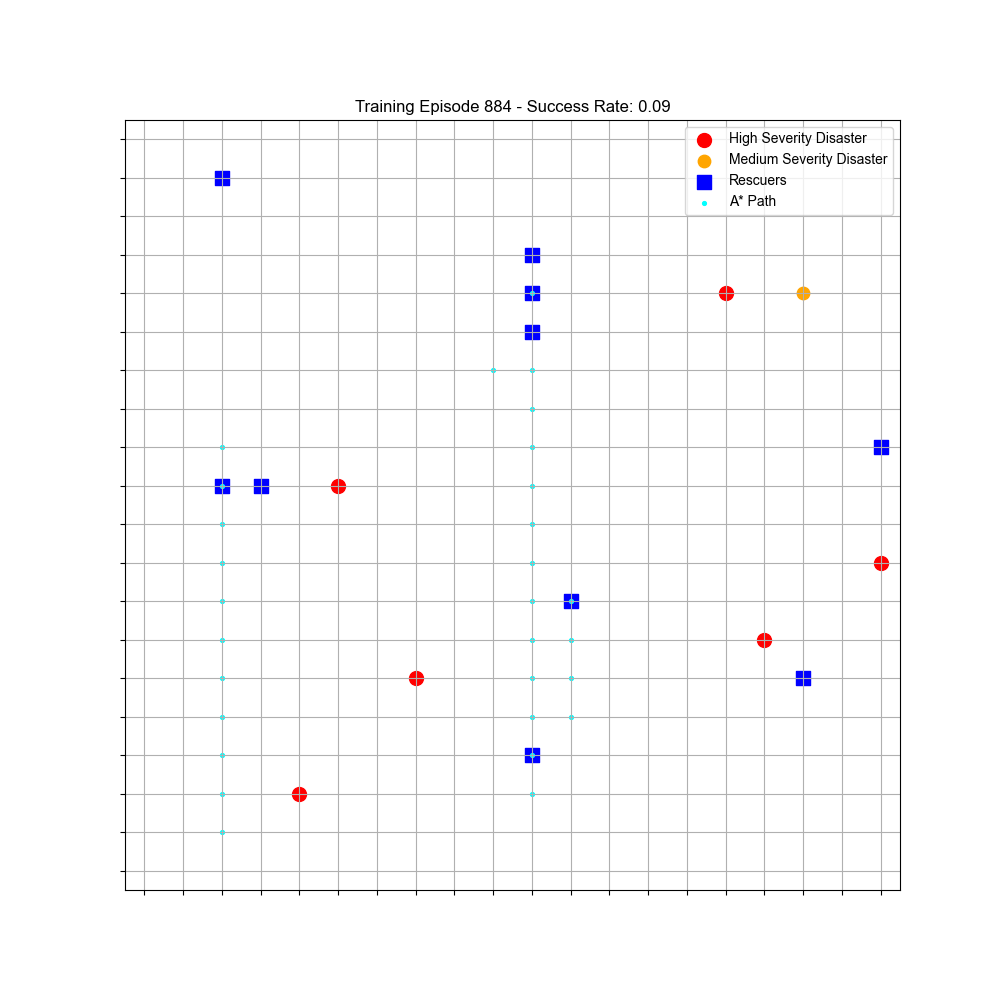 Training Episode 884 - Success Rate: 0.09
High Severity Disaster
Medium Severity Disaster
Rescuers
A* Path